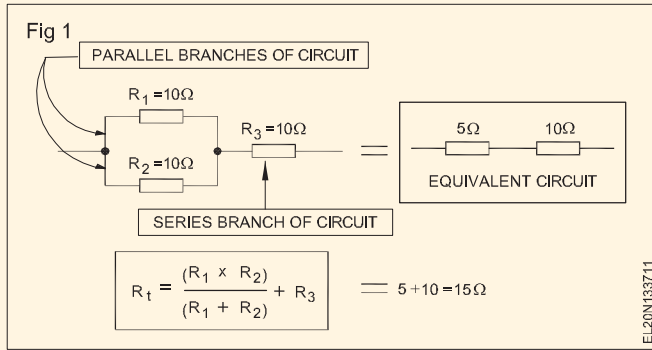 Fig 1
PARALLEL BRANCHES OF CIRCUIT
R1 =10Ω
R2 =10Ω
R3 =10Ω
SERIES BRANCH OF CIRCUIT
=
5Ω 10Ω
EQUIVALENT CIRCUIT
Rt = (R1 x R2) / (R1 + R2) + R3 = 5+10=15Ω
EL20N133711